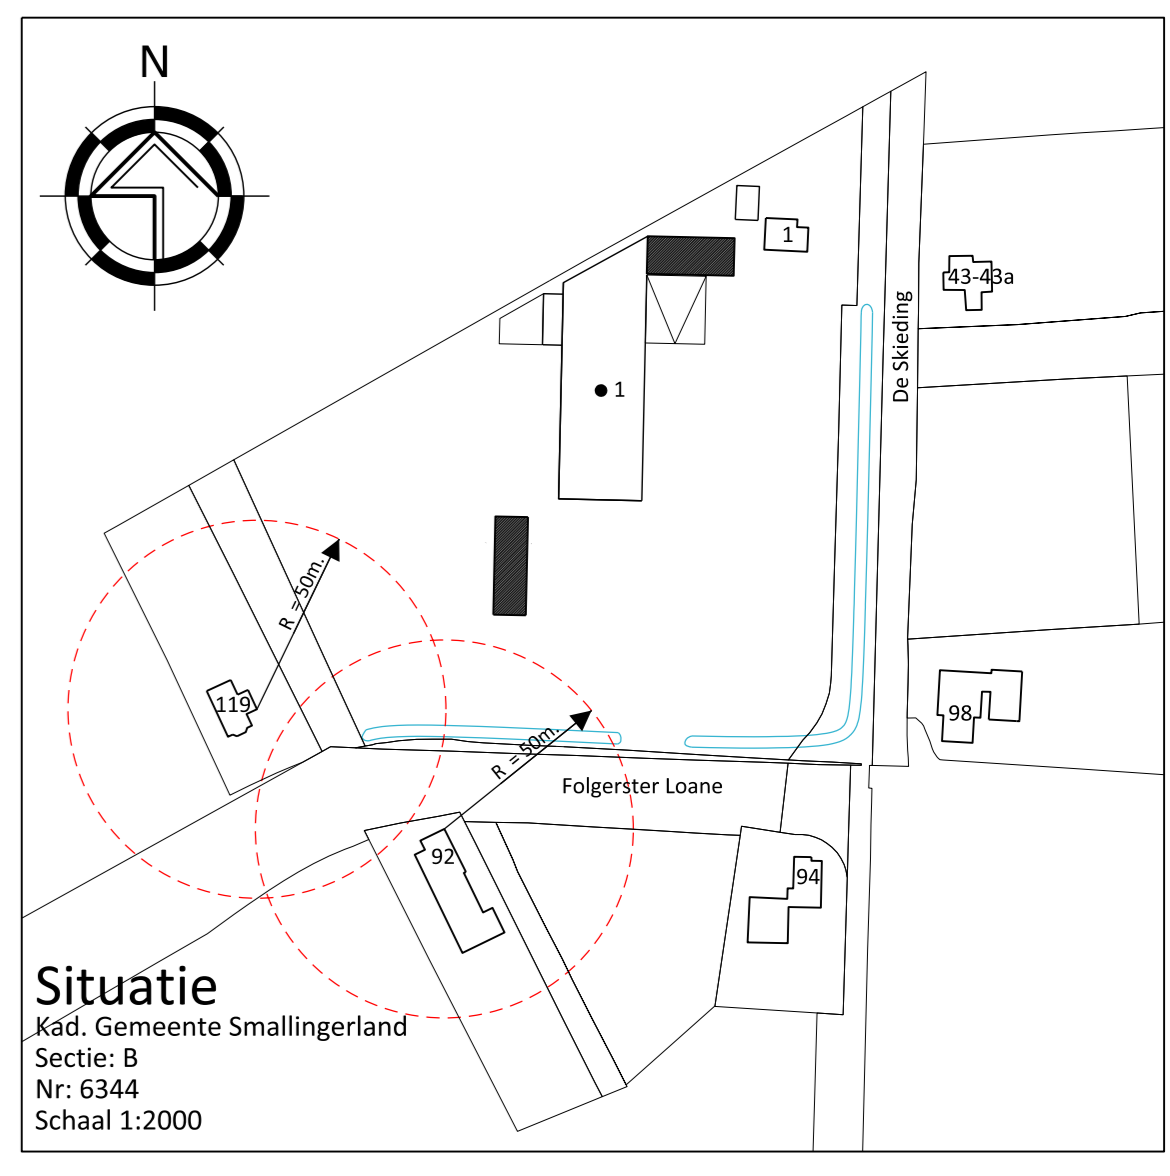 N
1
43-43a
De Skieding
1
R = 50m.
119
98
R = 50m.
Folgerster Loane
92
94
Situatie
Kad. Gemeente Smallingerland
Sectie: B
Nr: 6344
Schaal 1:2000